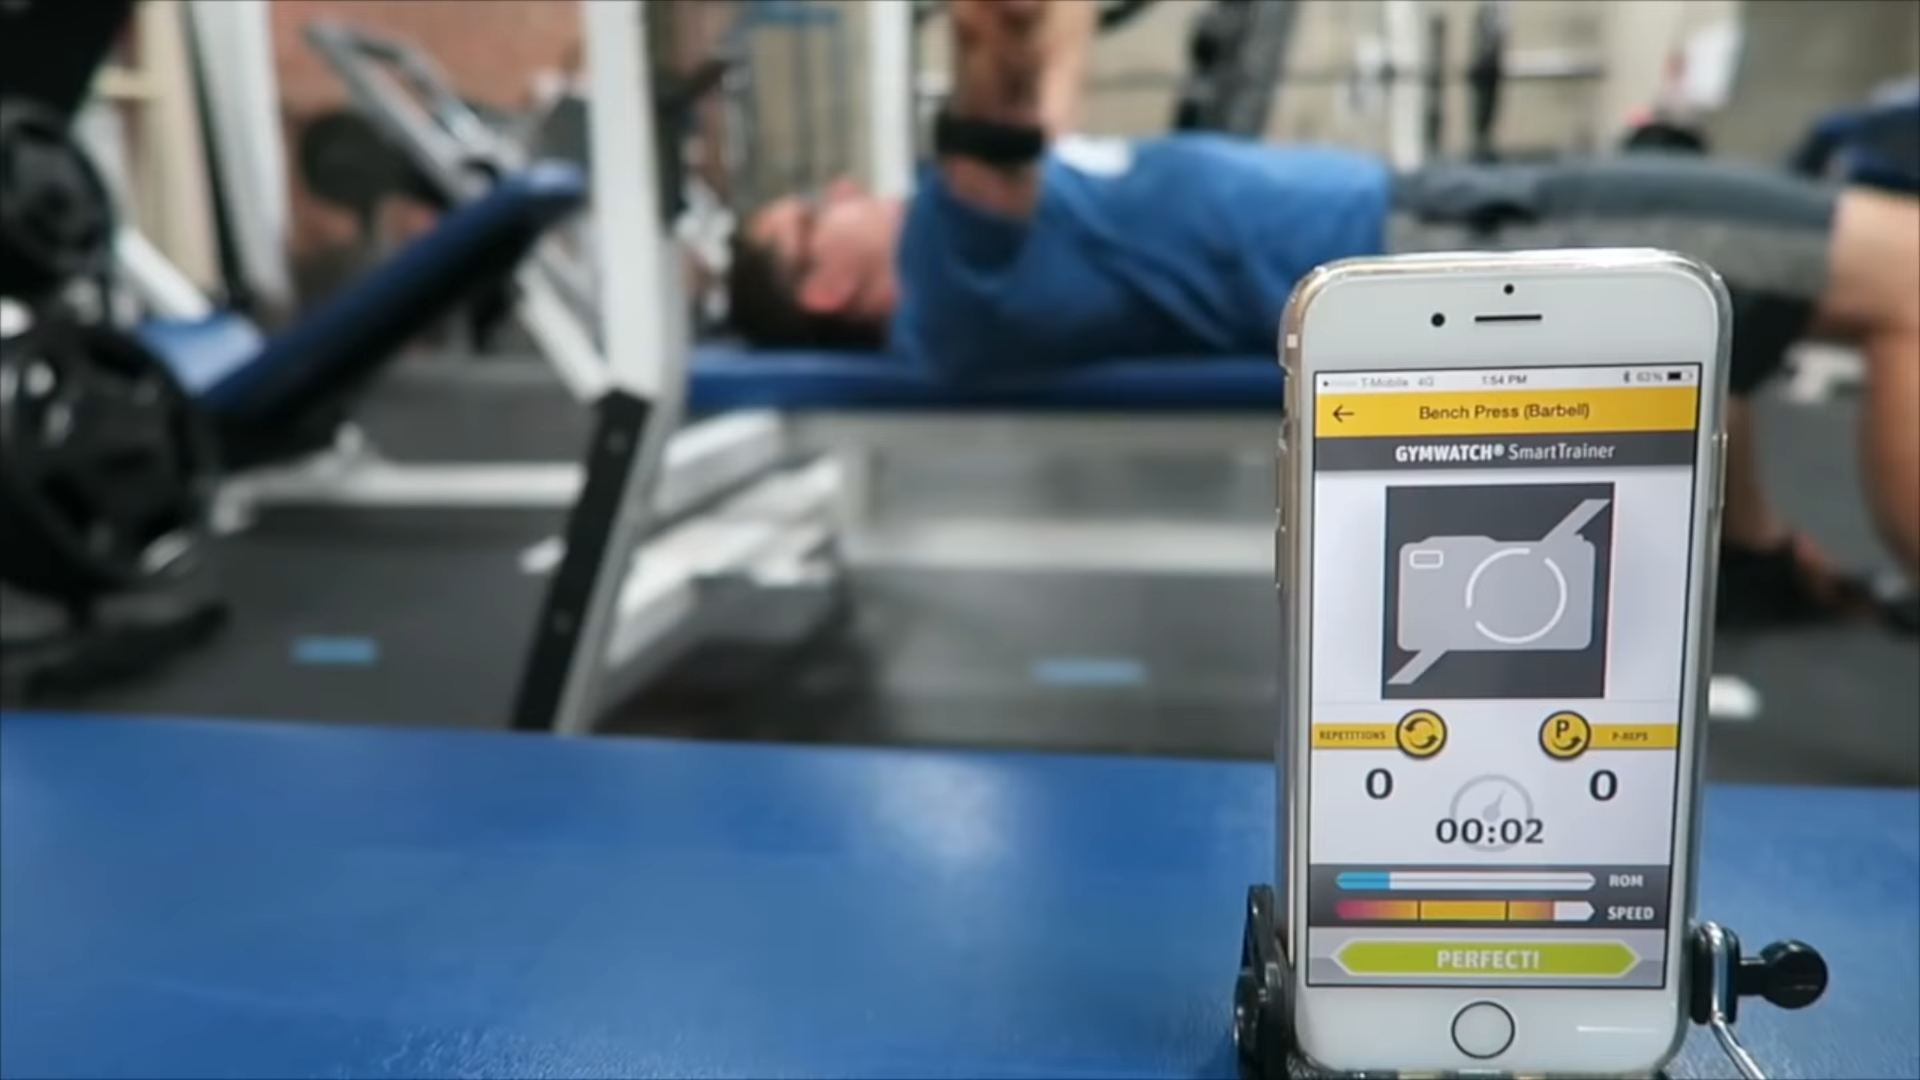 T-Mobile 4G 1:54 PM 63%
Bench Press (Barbell)
GYMWATCH® SmartTrainer
REPETITIONS P P-REPS
0 0
00:02
ROM
SPEED
PERFECT!